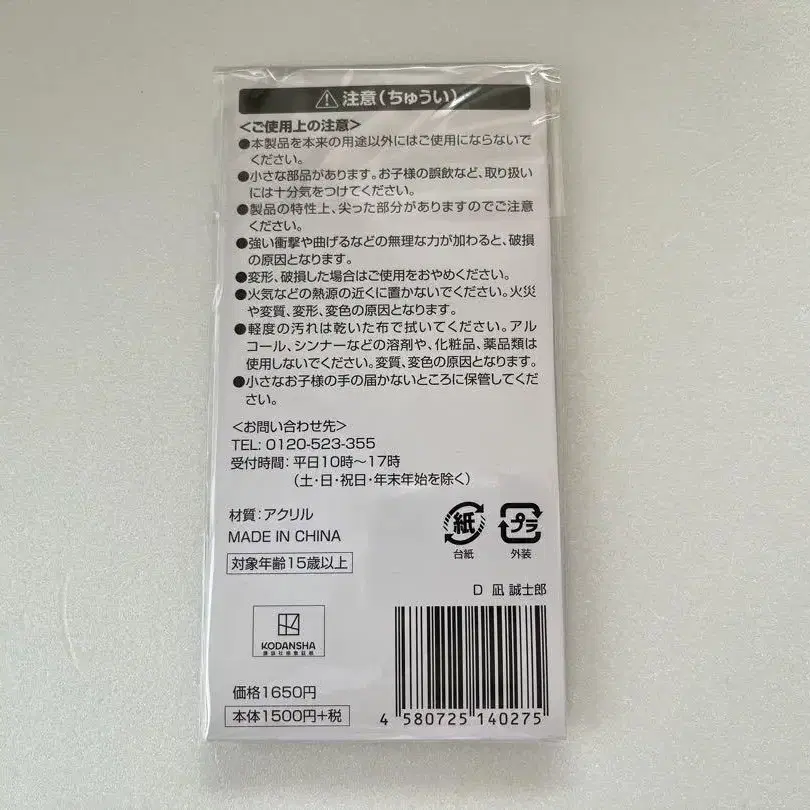 ⚠注意(ちゅうい)
<ご使用上の注意>
●本製品を本来の用途以外にはご使用にならないで
ください。
●小さな部品があります。お子様の誤飲など、取り扱い
には十分気をつけてください。
●製品の特性上、尖った部分がありますのでご注意
ください。
●強い衝撃や曲げるなどの無理な力が加わると、破損
の原因となります。
●変形、破損した場合はご使用をおやめください。
●火気などの熱源の近くに置かないでください。火災
や変質、変形、変色の原因となります。
●軽度の汚れは乾いた布で拭いてください。アル
コール、シンナーなどの溶剤や、化粧品、薬品類は
使用しないでください。変質、変色の原因となります。
●小さなお子様の手の届かないところに保管してくだ
さい。
<お問い合わせ先>
TEL: 0120-523-355
受付時間:平日10時~17時
(土・日・祝日・年末年始を除く)
材質:アクリル
MADE IN CHINA
対象年齢15歳以上
紙
台紙
プラ
外装
D 凪 誠士郎
KODANSHA
価格1650円
本体1500円+税
4 580725 140275